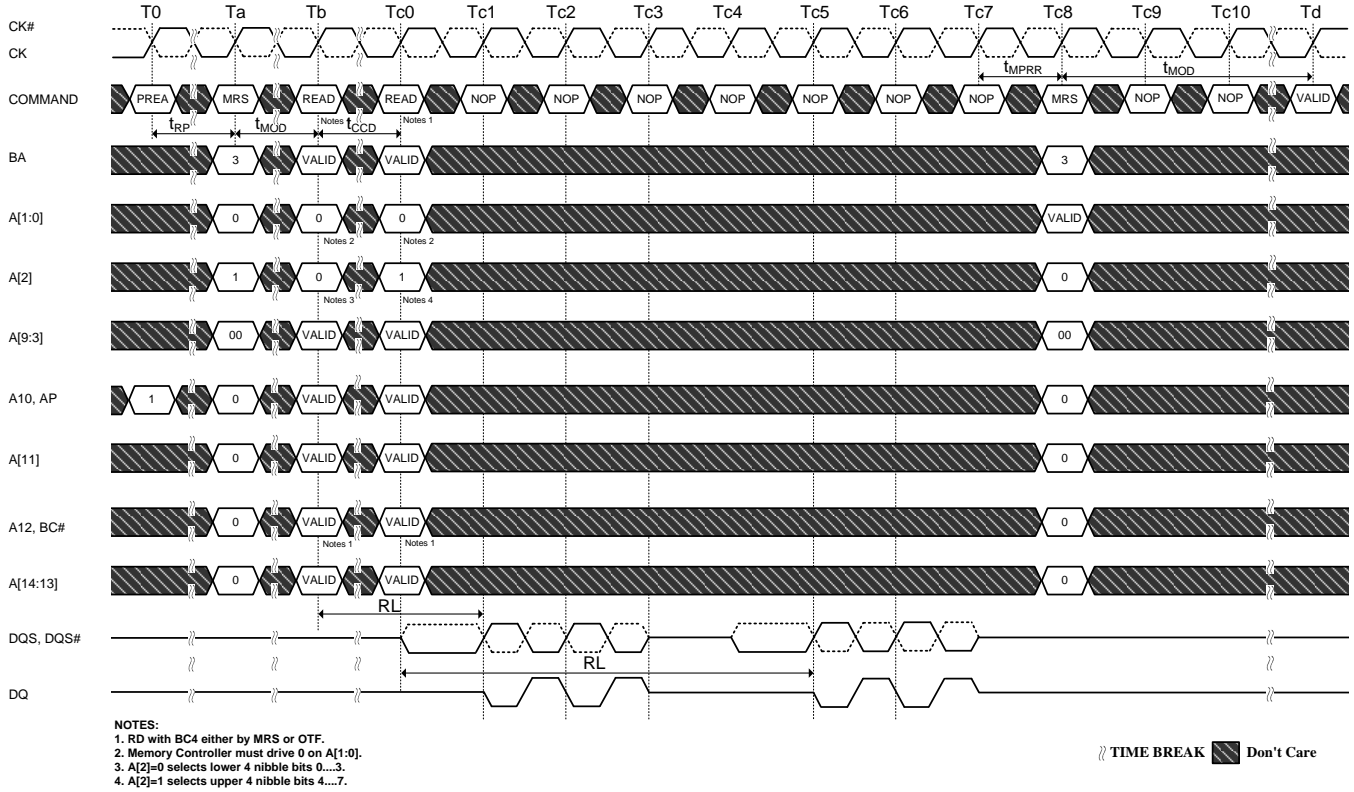 T0 Ta Tb Tc0 Tc1 Tc2 Tc3 Tc4 Tc5 Tc6 Tc7 Tc8 Tc9 Tc10 Td
CK#
CK
tMPRR tMOD
COMMAND PREA MRS READ READ NOP NOP NOP NOP NOP NOP NOP MRS NOP NOP VALID
Notes 1 Notes 1
tRP tMOD tCCD
BA 3 VALID VALID 3
A[1:0] 0 0 0 VALID
Notes 2 Notes 2
A[2] 1 0 1 0
Notes 3 Notes 4
A[9:3] 00 VALID VALID 00
A10, AP 1 0 VALID VALID 0
A[11] 0 VALID VALID 0
A12, BC# 0 VALID VALID 0
Notes 1 Notes 1
A[14:13] 0 VALID VALID 0
RL
DQS, DQS#
RL
DQ
NOTES:
1. RD with BC4 either by MRS or OTF.
2. Memory Controller must drive 0 on A[1:0].
3. A[2]=0 selects lower 4 nibble bits 0....3.
4. A[2]=1 selects upper 4 nibble bits 4....7.
TIME BREAK Don't Care